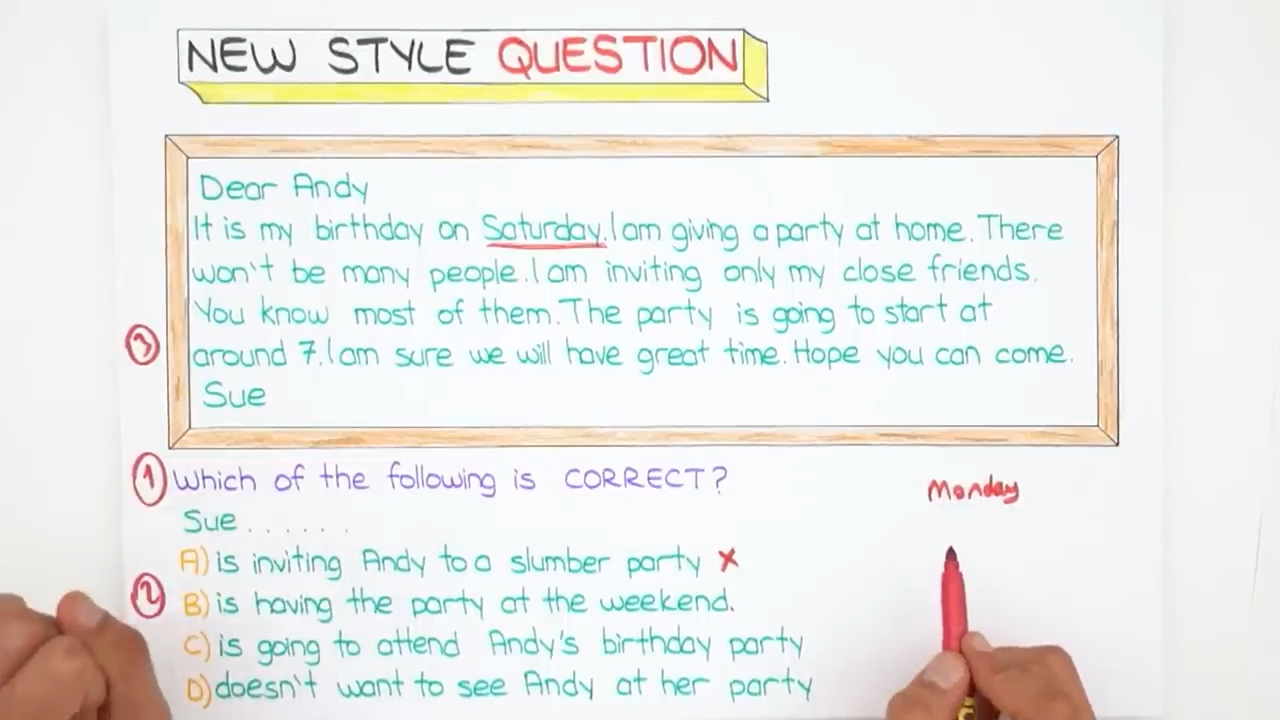 NEW STYLE QUESTION
Dear Andy
It is my birthday on Saturday. I am giving a party at home. There
won't be many people. I am inviting only my close friends.
You know most of them. The party is going to start at
3
around 7. I am sure we will have great time. Hope you can come.
Sue
1 Which of the following is CORRECT?
Monday
Sue . . . . . .
A) is inviting Andy to a slumber party x
2
B) is having the party at the weekend.
C) is going to attend Andy's birthday party
D) doesn't want to see Andy at her party